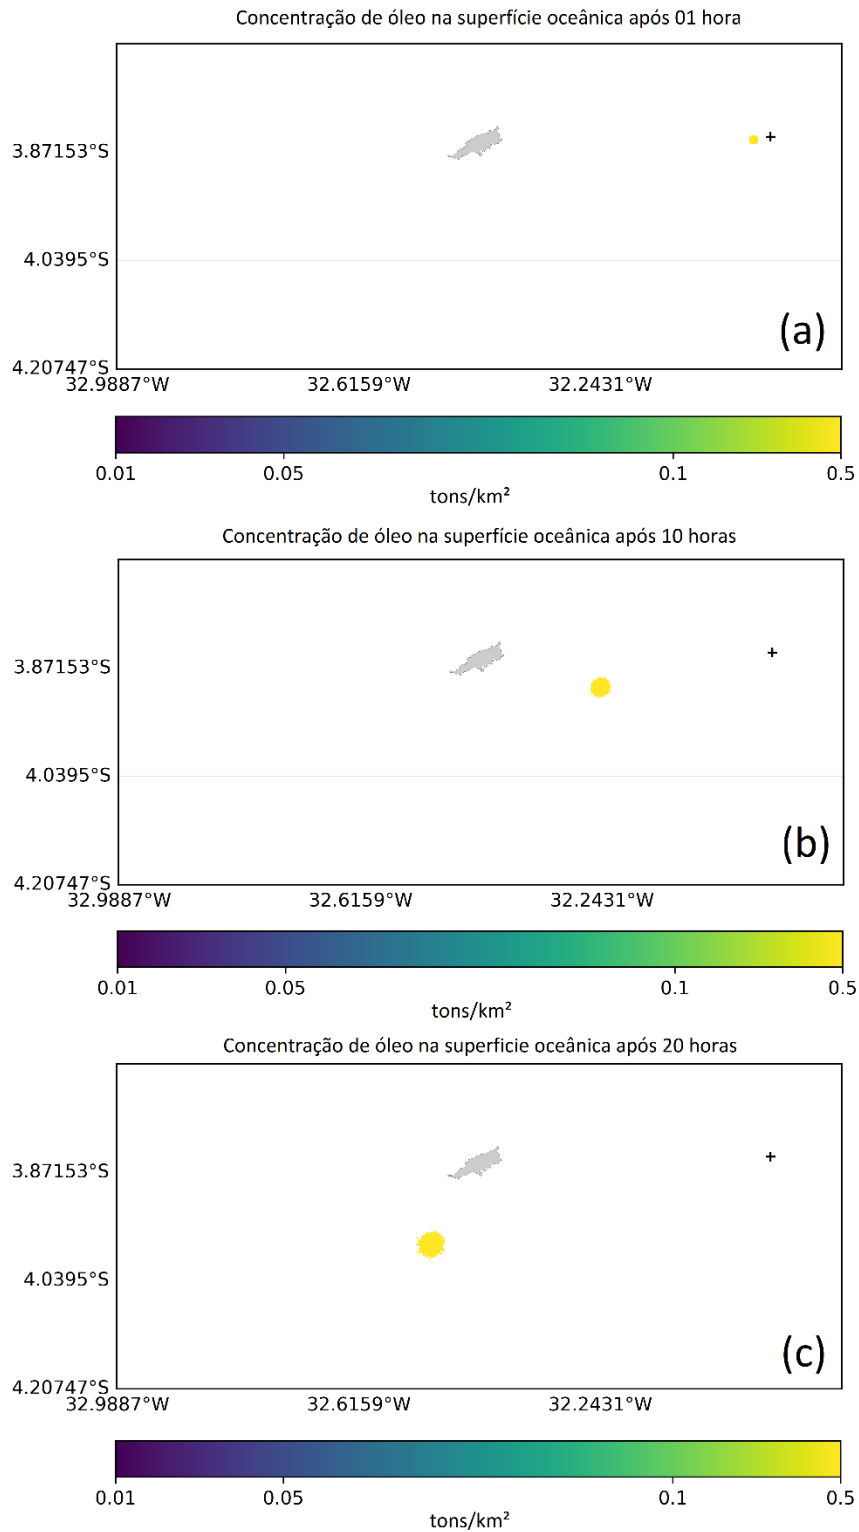 Concentração de óleo na superfície oceânica após 01 hora
3.87153°S
4.0395°S
(a)
4.20747°S
32.9887°W 32.6159°W 32.2431°W
0.01 0.05 0.1 0.5
tons/km²
Concentração de óleo na superfície oceânica após 10 horas
3.87153°S
4.0395°S
(b)
4.20747°S
32.9887°W 32.6159°W 32.2431°W
0.01 0.05 0.1 0.5
tons/km²
Concentração de óleo na superficie oceânica após 20 horas
3.87153°S
4.0395°S
(c)
4.20747°S
32.9887°W 32.6159°W 32.2431°W
0.01 0.05 0.1 0.5
tons/km²